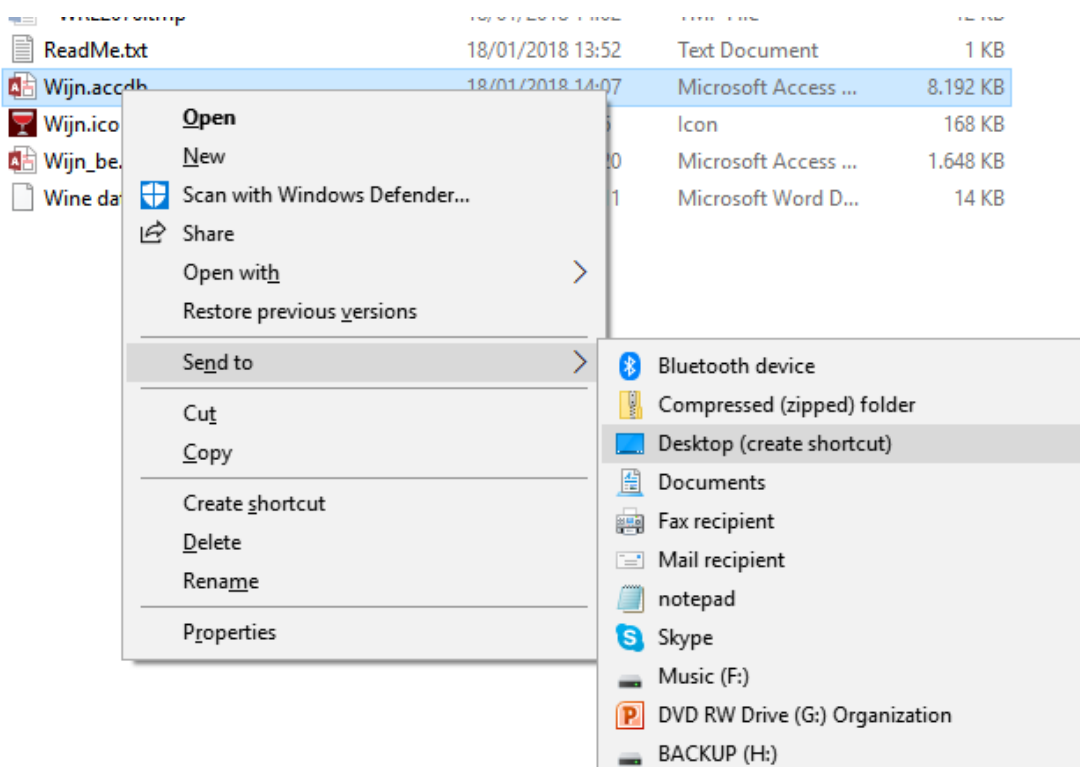 ReadMe.txt 18/01/2018 13:52 Text Document 1 KB
Wijn.accdb 18/01/2018 14:07 Microsoft Access ... 8.192 KB
Wijn.ico Icon 168 KB
Wijn_be. 20 Microsoft Access ... 1.648 KB
Wine da 1 Microsoft Word D... 14 KB
Open
New
Scan with Windows Defender...
Share
Open with
Restore previous versions
Send to
Cut
Copy
Create shortcut
Delete
Rename
Properties
Bluetooth device
Compressed (zipped) folder
Desktop (create shortcut)
Documents
Fax recipient
Mail recipient
notepad
Skype
Music (F:)
DVD RW Drive (G:) Organization
BACKUP (H:)